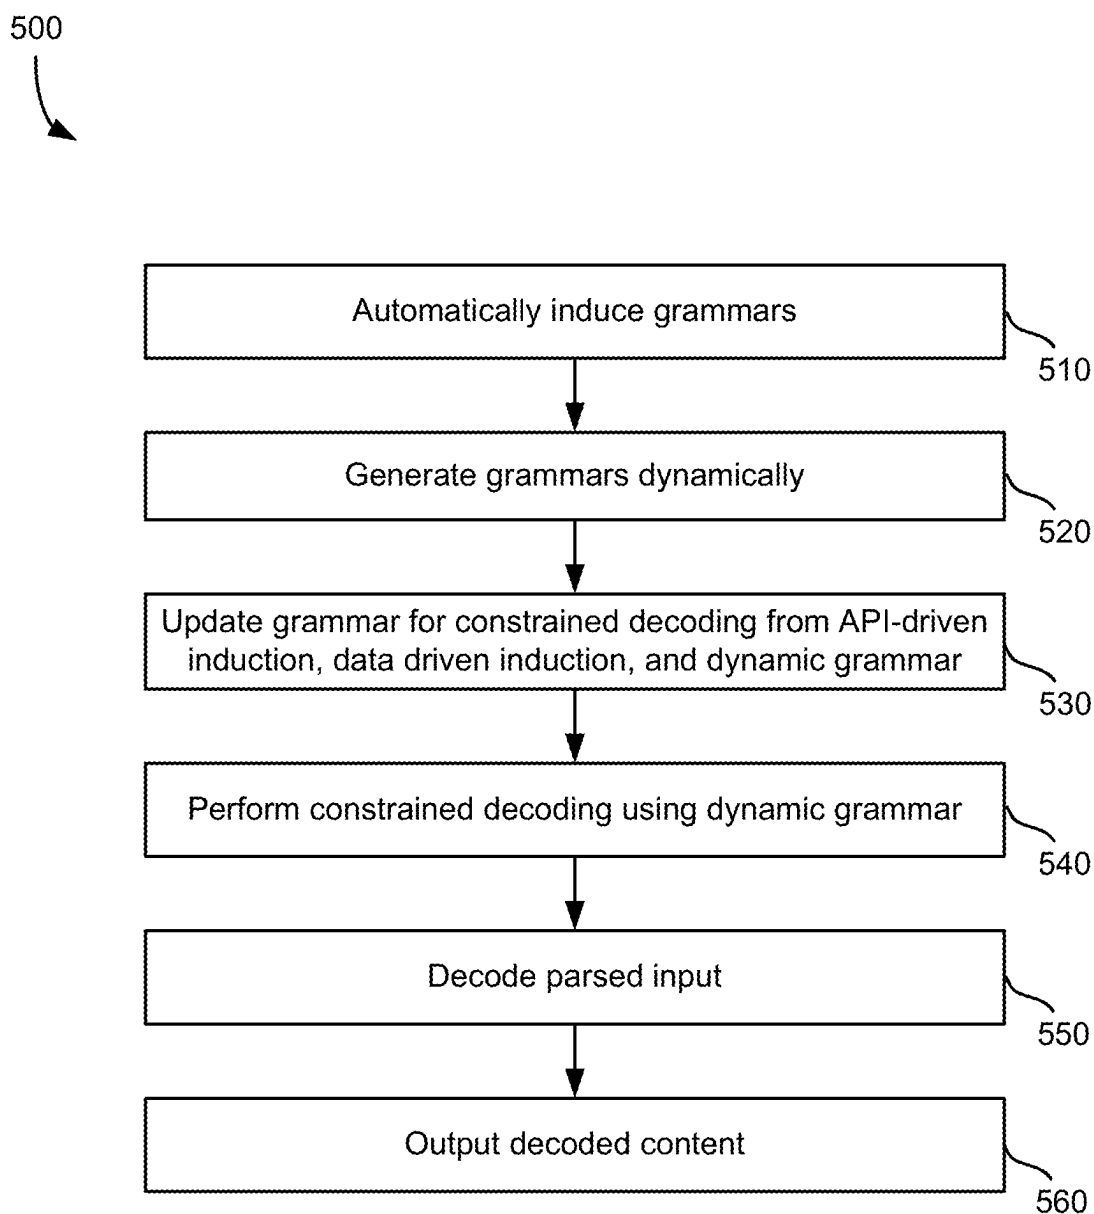 500
Automatically induce grammars
510
Generate grammars dynamically
520
Update grammar for constrained decoding from API-driven
induction, data driven induction, and dynamic grammar
530
Perform constrained decoding using dynamic grammar
540
Decode parsed input
550
Output decoded content
560